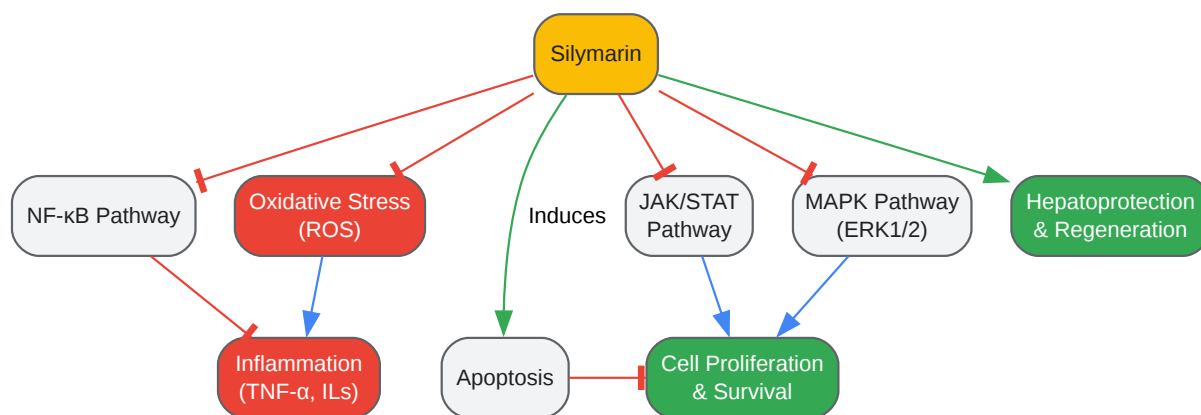 Silymarin
NF-κB Pathway
Oxidative Stress
(ROS)
Induces
JAK/STAT
Pathway
MAPK Pathway
(ERK1/2)
Hepatoprotection
& Regeneration
Inflammation
(TNF-α, ILs)
Apoptosis
Cell Proliferation
& Survival